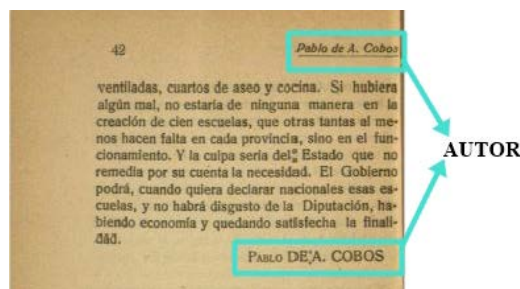 42
Pablo de A. Cobos
ventiladas, cuartos de aseo y cocina. Si hubiera
algún mal, no estaría de ninguna manera en la
creación de cien escuelas, que otras tantas al me-
nos hacen falta en cada provincia, sino en el fun-
cionamiento. Y la culpa sería del Estado que no
remedia por su cuenta la necesidad. El Gobierno
podrá, cuando quiera declarar nacionales esas es-
cuelas, y no habrá disgusto de la Diputación, ha-
biendo economía y quedando satisfecha la finali-
dad.
PABLO DE A. COBOS
AUTOR